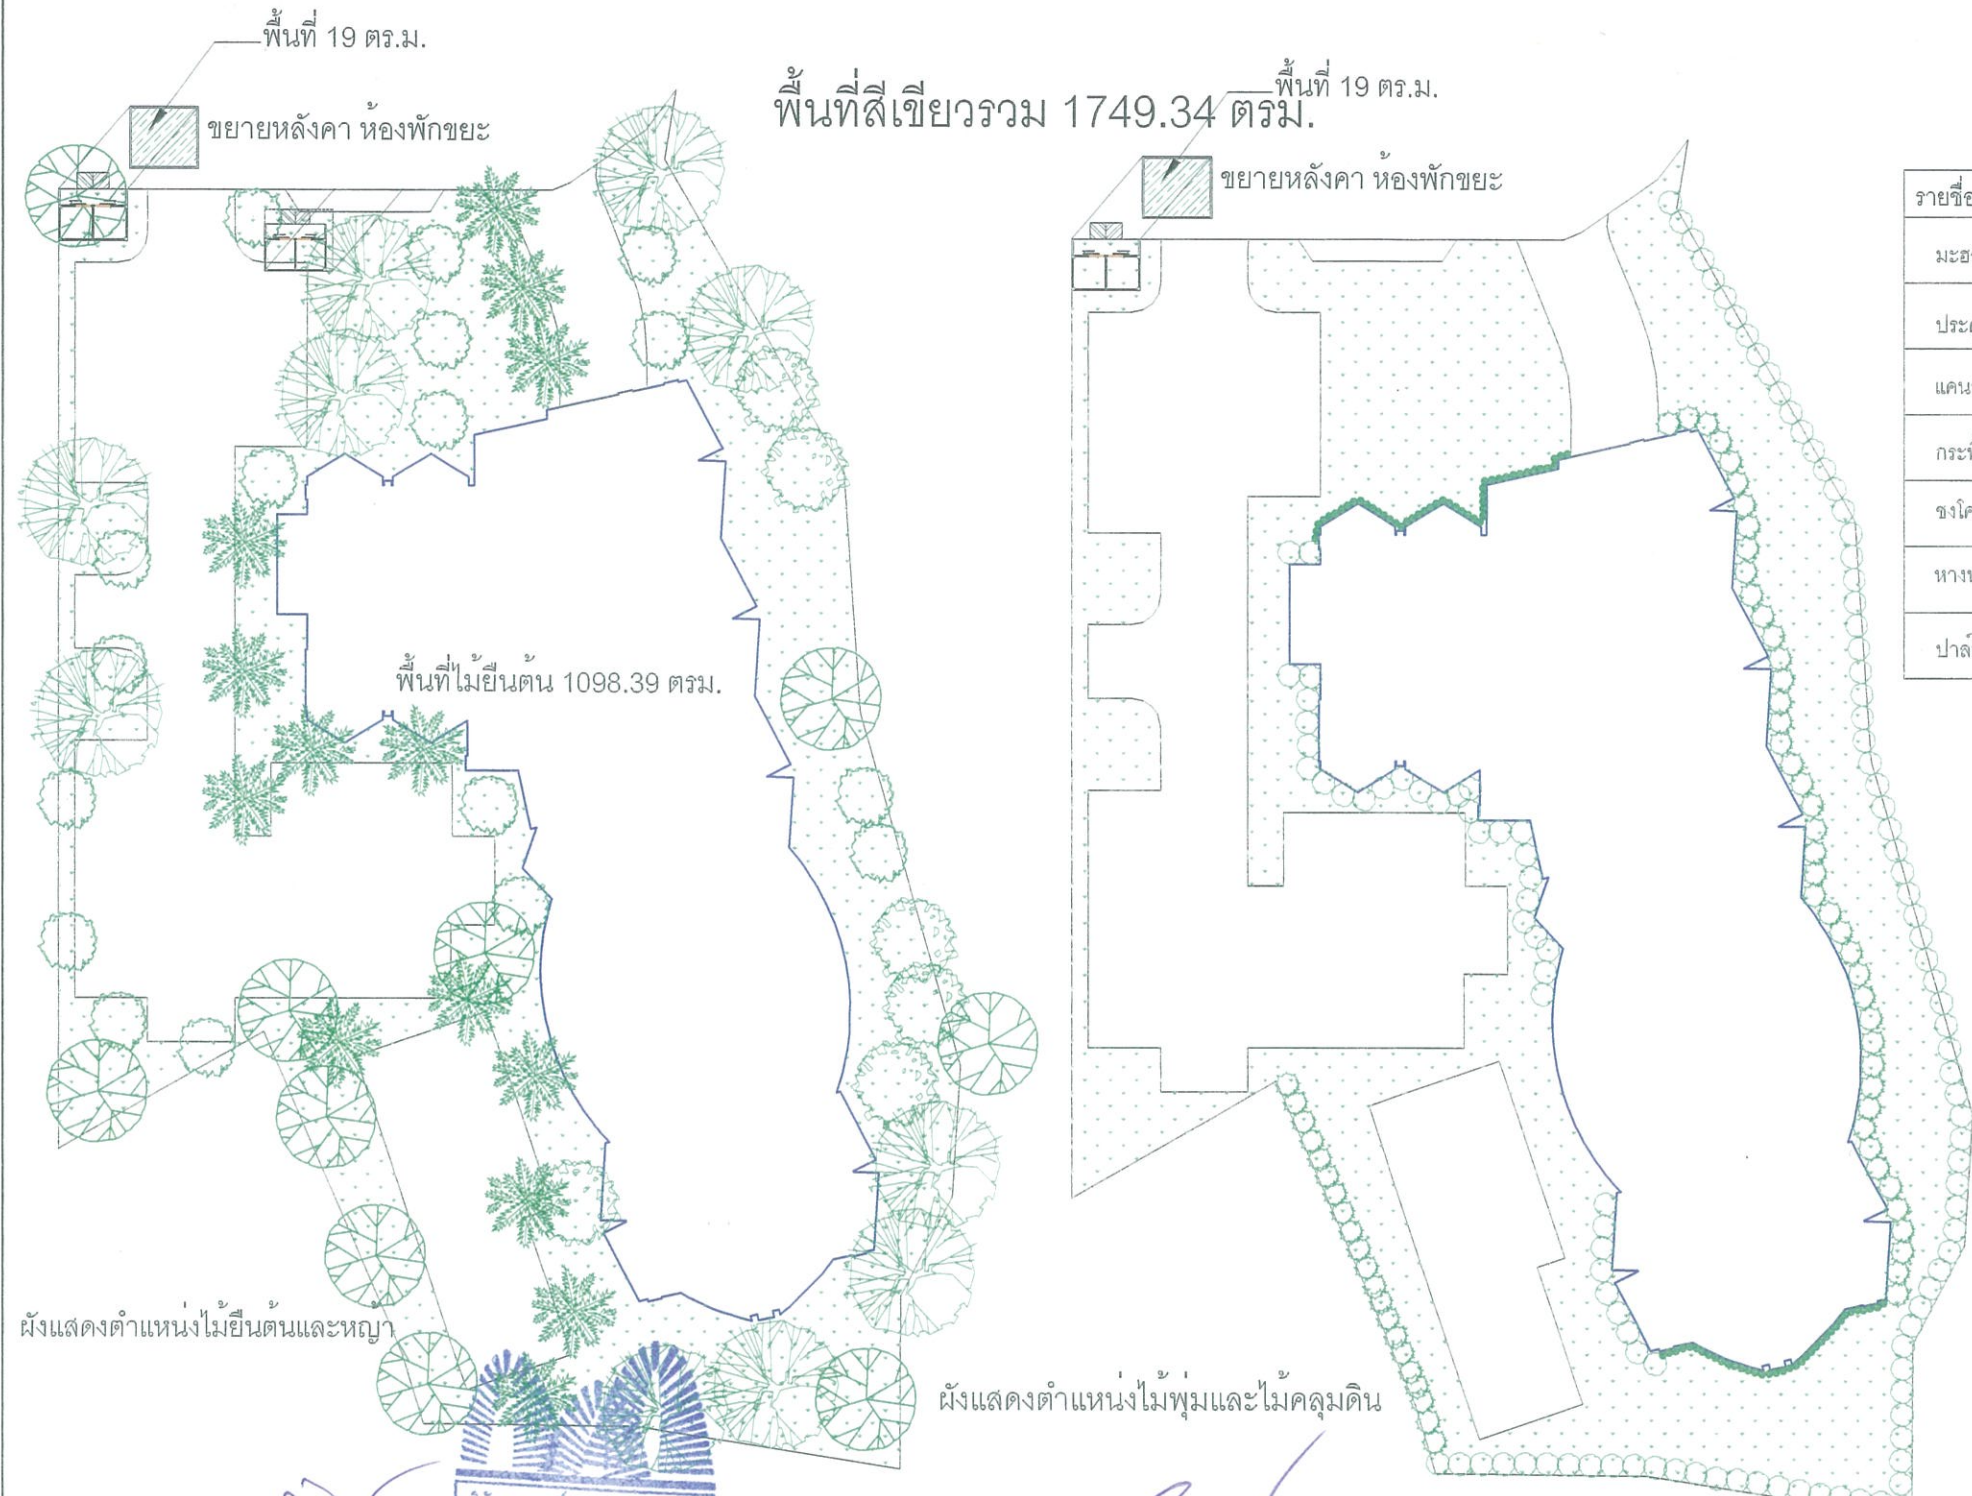 พื้นที่ 19 ตร.ม.
ขยายหลังคา ห้องพักขยะ
พื้นที่สีเขียวรวม 1749.34 ตรม.
พื้นที่ 19 ตร.ม.
ขยายหลังคา ห้องพักขยะ
พื้นที่ไม้ยืนต้น 1098.39 ตรม.
ผังแสดงตำแหน่งไม้ยืนต้นและหญ้า
ผังแสดงตำแหน่งไม้พุ่มและไม้คลุมดิน
รายชื่อ